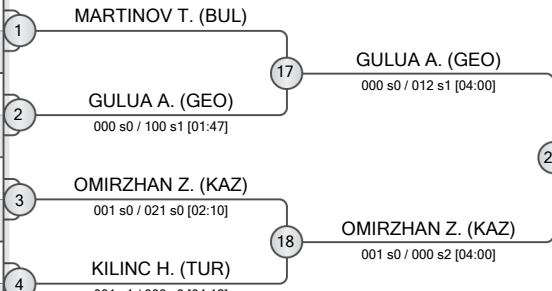 MARTINOV T. (BUL)
1
17
GULUA A. (GEO)
000 s0 / 012 s1 [04:00]
GULUA A. (GEO)
2
000 s0 / 100 s1 [01:47]
2
OMIRZHAN Z. (KAZ)
3
001 s0 / 021 s0 [02:10]
18
OMIRZHAN Z. (KAZ)
001 s0 / 000 s2 [04:00]
KILINC H. (TUR)
4